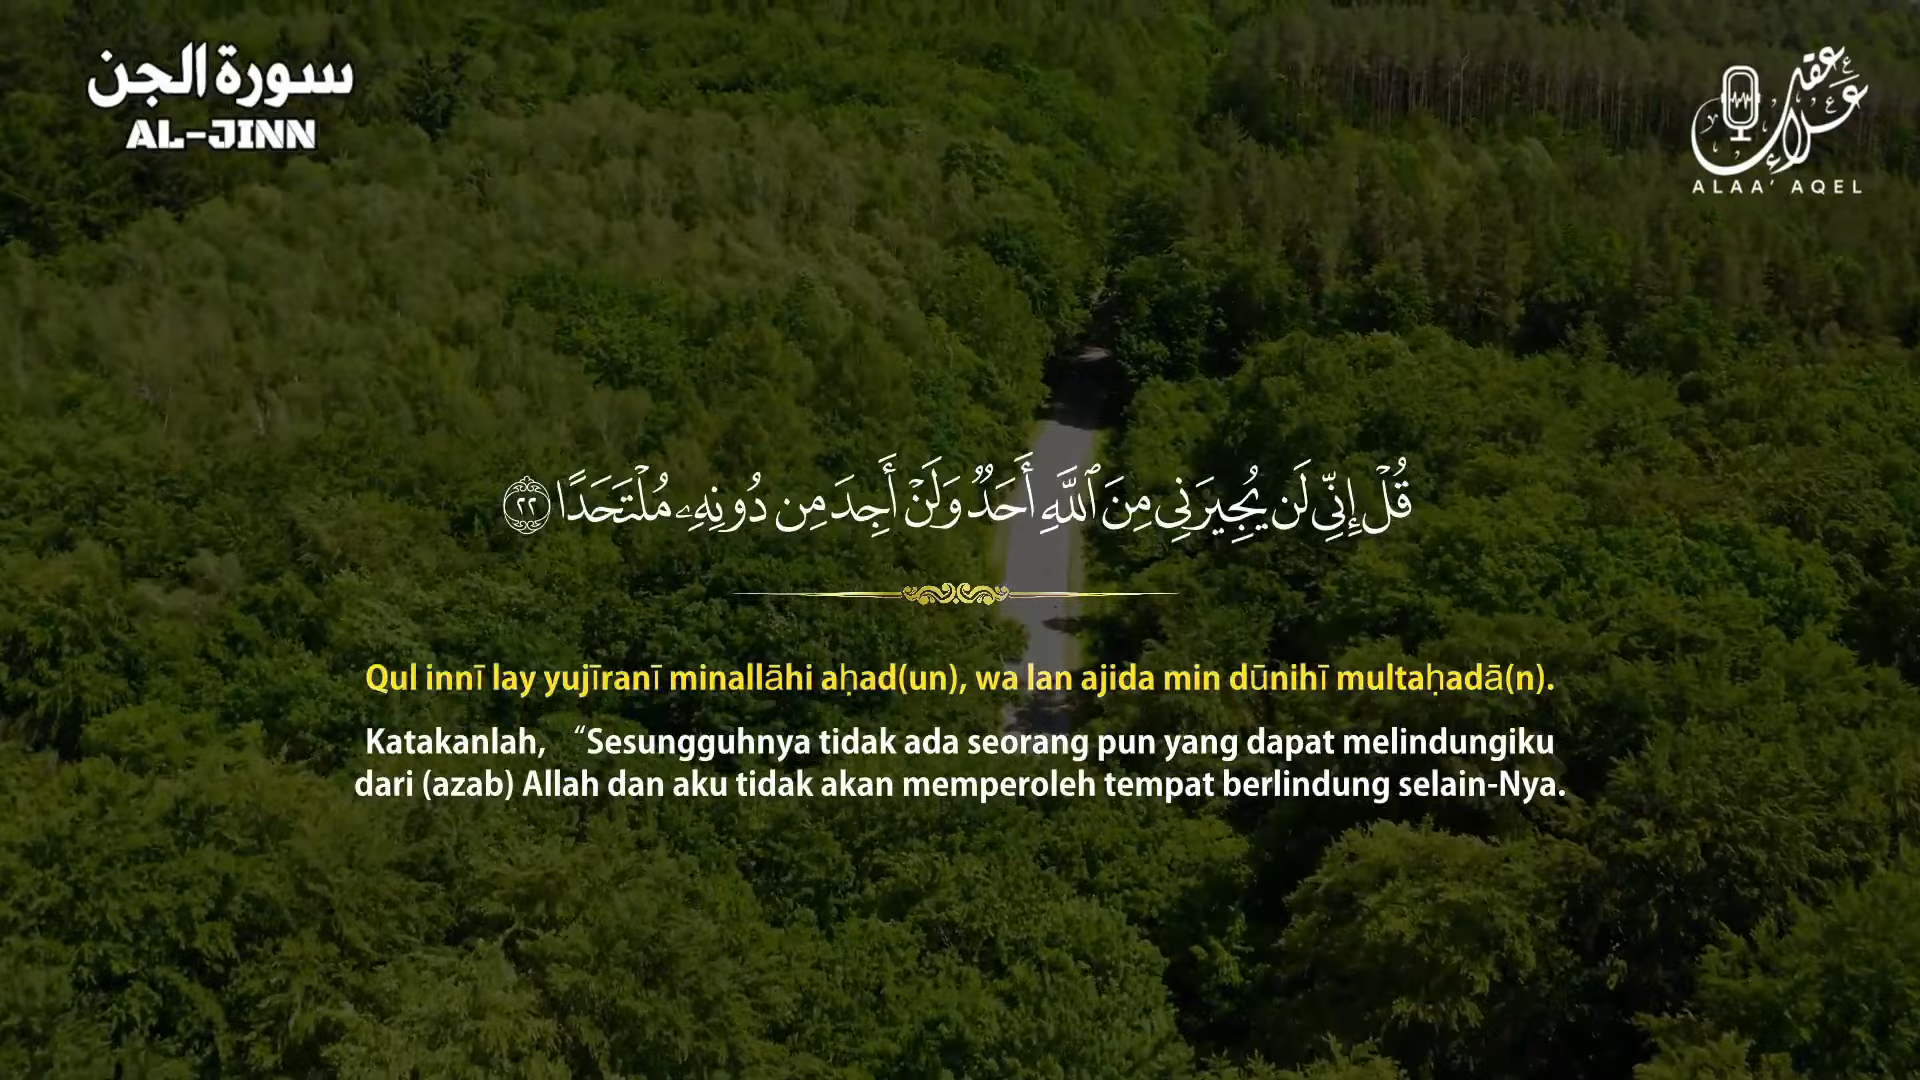 سورة الجن
AL-JINN
علاء عقل
ALAA' AQEL
قُلۡ إِنِّي لَن يُجِيرَنِي مِنَ ٱللَّهِ أَحَدٞ وَلَنۡ أَجِدَ مِن دُونِهِۦ مُلۡتَحَدًا ٢٢
Qul innī lay yujīranī minallāhi aḥad(un), wa lan ajida min dūnihī multaḥadā(n).
Katakanlah, “Sesungguhnya tidak ada seorang pun yang dapat melindungiku
dari (azab) Allah dan aku tidak akan memperoleh tempat berlindung selain-Nya.